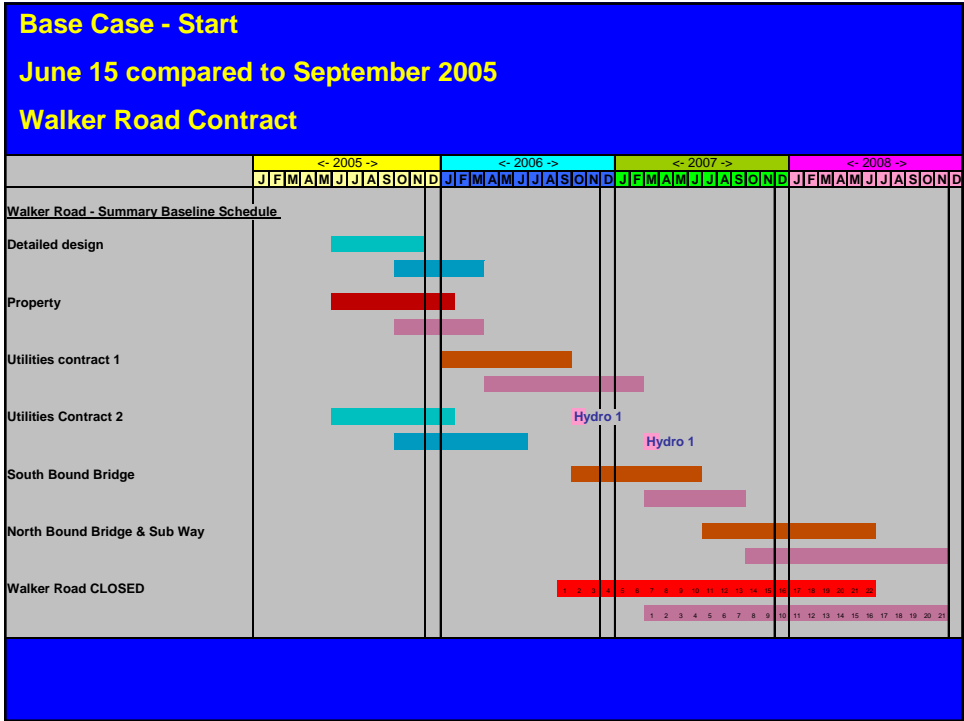 Base Case - Start
June 15 compared to September 2005
Walker Road Contract
<- 2005 -> <- 2006 -> <- 2007 -> <- 2008 ->
J F M A M J J A S O N D J F M A M J J A S O N D J F M A M J J A S O N D J F M A M J J A S O N D
Walker Road - Summary Baseline Schedule
Detailed design
Property
Utilities contract 1
Utilities Contract 2 Hydro 1
Hydro 1
South Bound Bridge
North Bound Bridge & Sub Way
Walker Road CLOSED 1 2 3 4 5 6 7 8 9 10 11 12 13 14 15 16 17 18 19 20 21 22
1 2 3 4 5 6 7 8 9 10 11 12 13 14 15 16 17 18 19 20 21